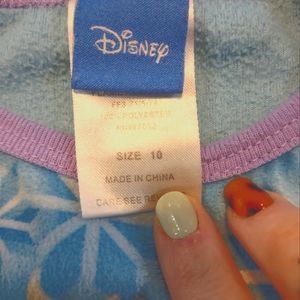 Disney
100% POLYESTER
SIZE 10
MADE IN CHINA
CARE SEE